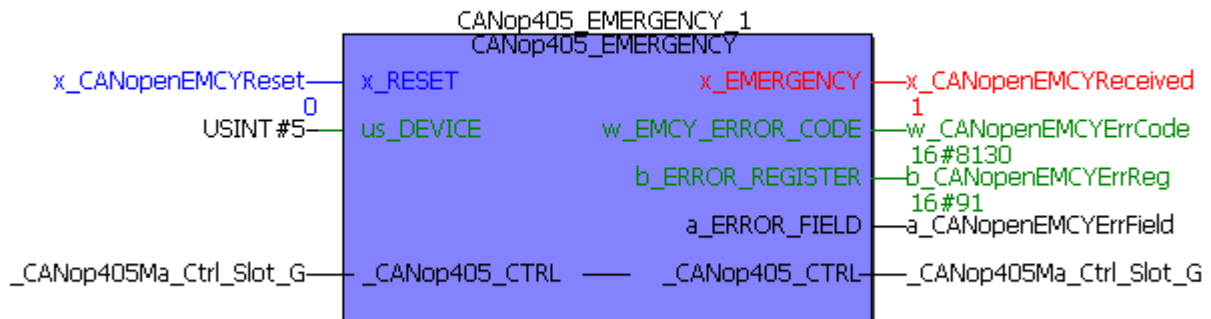 CANop405_EMERGENCY_1
CANop405_EMERGENCY
x_CANopenEMCYReset x_RESET x_EMERGENCY x_CANopenEMCYReceived
0 1
USINT#5 us_DEVICE w_EMCY_ERROR_CODE w_CANopenEMCYErrCode
16#8130
b_ERROR_REGISTER b_CANopenEMCYErrReg
16#91
a_ERROR_FIELD a_CANopenEMCYErrField
_CANop405Ma_Ctrl_Slot_G _CANop405_CTRL _CANop405_CTRL _CANop405Ma_Ctrl_Slot_G